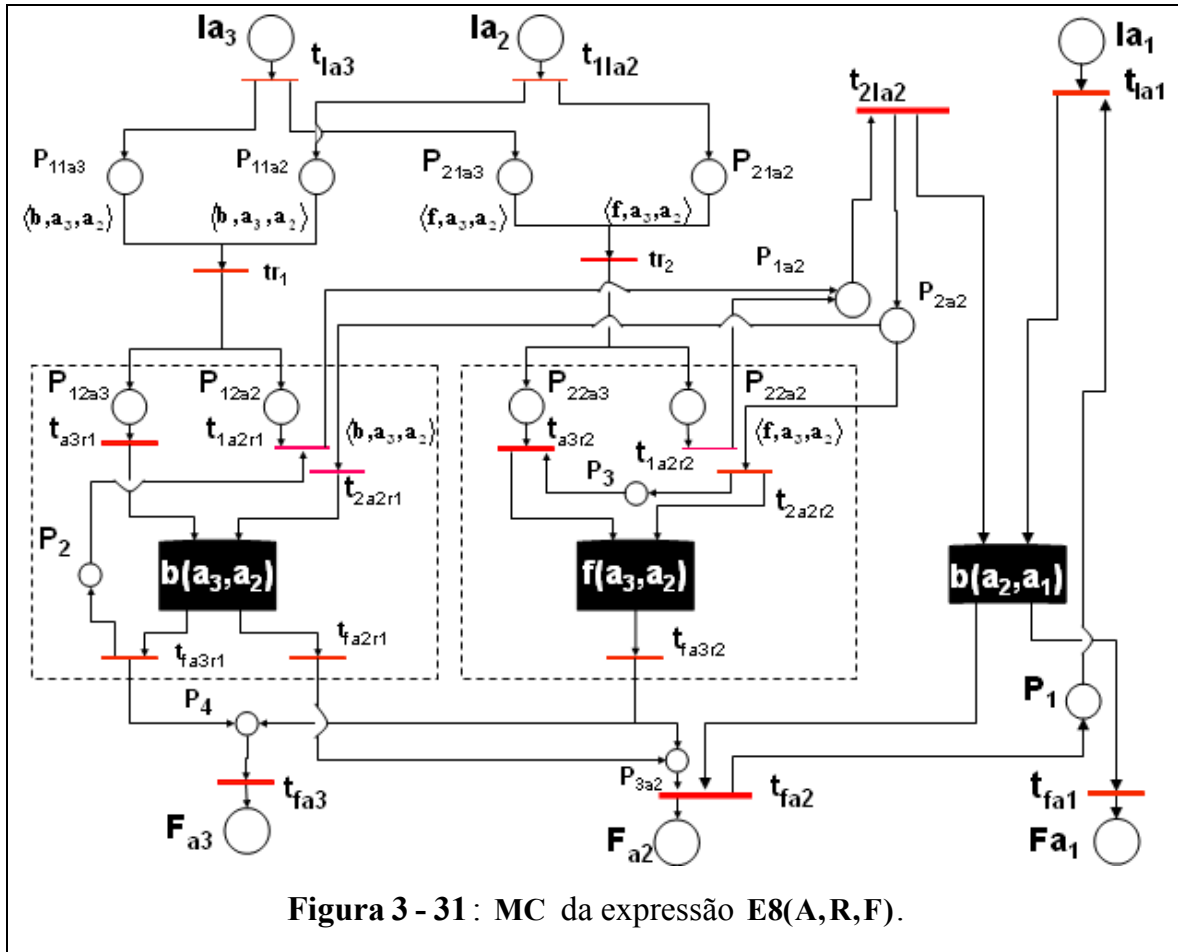 Ia3 Ia2 Ia1
tIa3 t1Ia2 t2Ia2 tIa1
P11a3 P11a2 P21a3 P21a2
⟨b,a3,a2⟩ ⟨b,a3,a2⟩ ⟨f,a3,a2⟩ ⟨f,a3,a2⟩
tr1 tr2 P1a2 P2a2
P12a3 P12a2 P22a3 P22a2
ta3r1 t1a2r1 ⟨b,a3,a2⟩ ta3r2 t1a2r2 ⟨f,a3,a2⟩
t2a2r1 P3 t2a2r2
P2 b(a3,a2) f(a3,a2) b(a2,a1)
tfa3r1 tfa2r1 tfa3r2
P4 P1
P3a2
tfa3 tfa2 tfa1
Fa3 Fa2 Fa1
Figura 3 - 31 : MC da expressão E8(A,R,F).